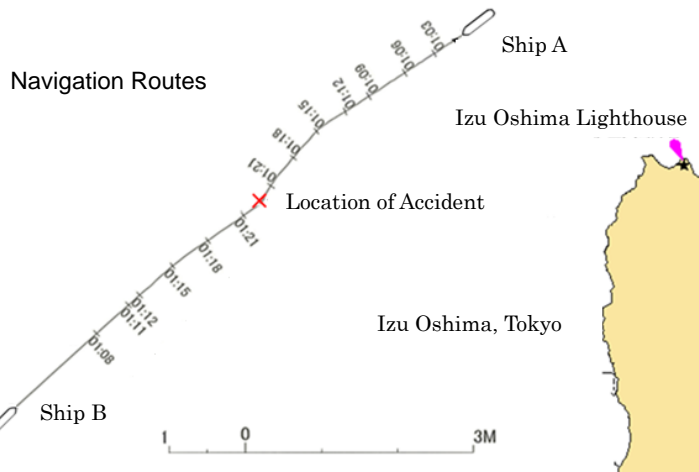 01:03
Ship A
01:06
Navigation Routes
01:09
01:12
01:15
Izu Oshima Lighthouse
01:18
01:21
Location of Accident
01:21
01:18
01:15
Izu Oshima, Tokyo
01:12
01:11
01:08
Ship B
1 0 3M